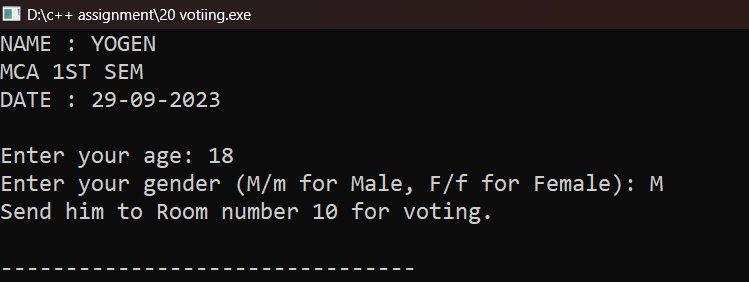 D:\c++ assignment\20 votiing.exe
NAME : YOGEN
MCA 1ST SEM
DATE : 29-09-2023
Enter your age: 18
Enter your gender (M/m for Male, F/f for Female): M
Send him to Room number 10 for voting.
--------------------------------